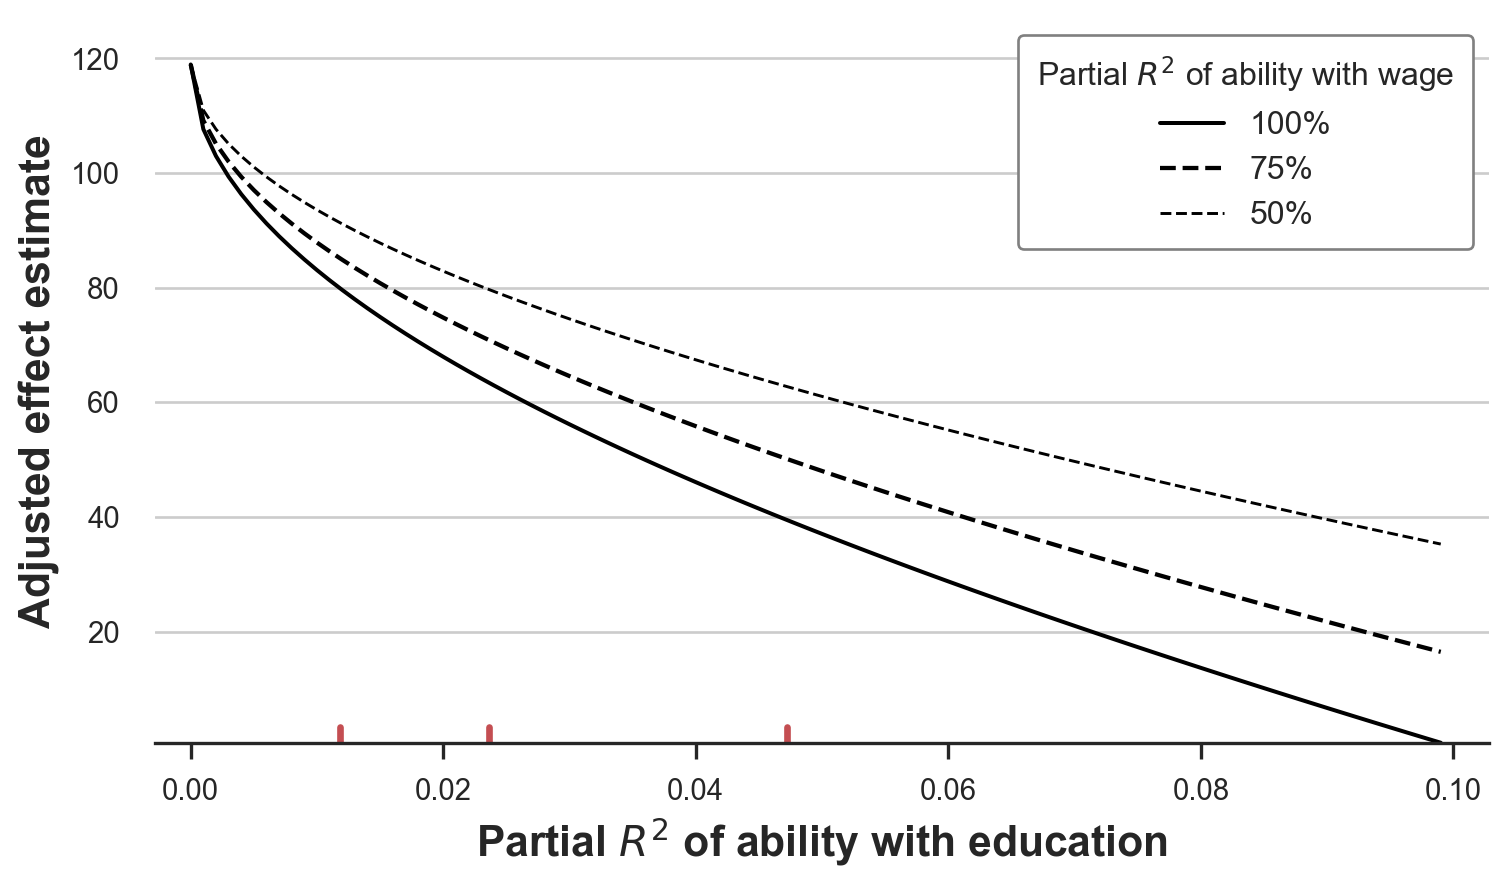 120
100
80
60
40
20
Adjusted effect estimate
Partial R² of ability with wage
100%
75%
50%
0.00 0.02 0.04 0.06 0.08 0.10
Partial R² of ability with education